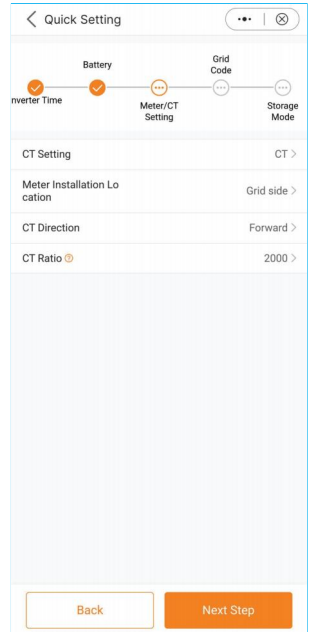 Quick Setting
Battery
Grid
Code
nverter Time
Meter/CT
Setting
Storage
Mode
CT Setting
CT
Meter Installation Lo
cation
Grid side
CT Direction
Forward
CT Ratio
2000
Back
Next Step